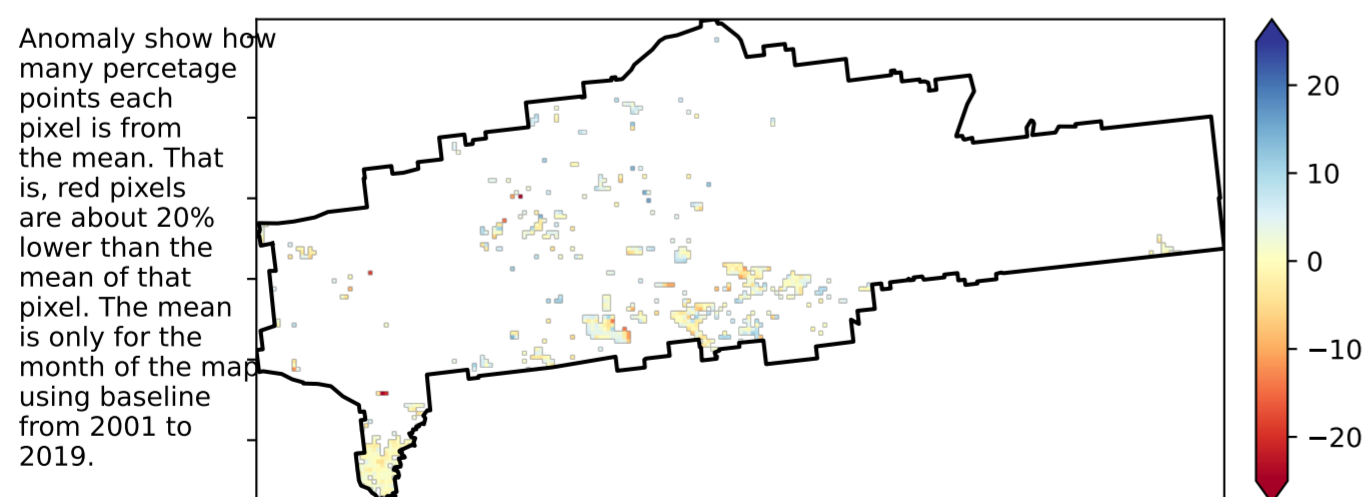 Anomaly show how
many percetage
points each
pixel is from
the mean. That
is, red pixels
are about 20%
lower than the
mean of that
pixel. The mean
is only for the
month of the map
using baseline
from 2001 to
2019.
20
10
0
−10
−20